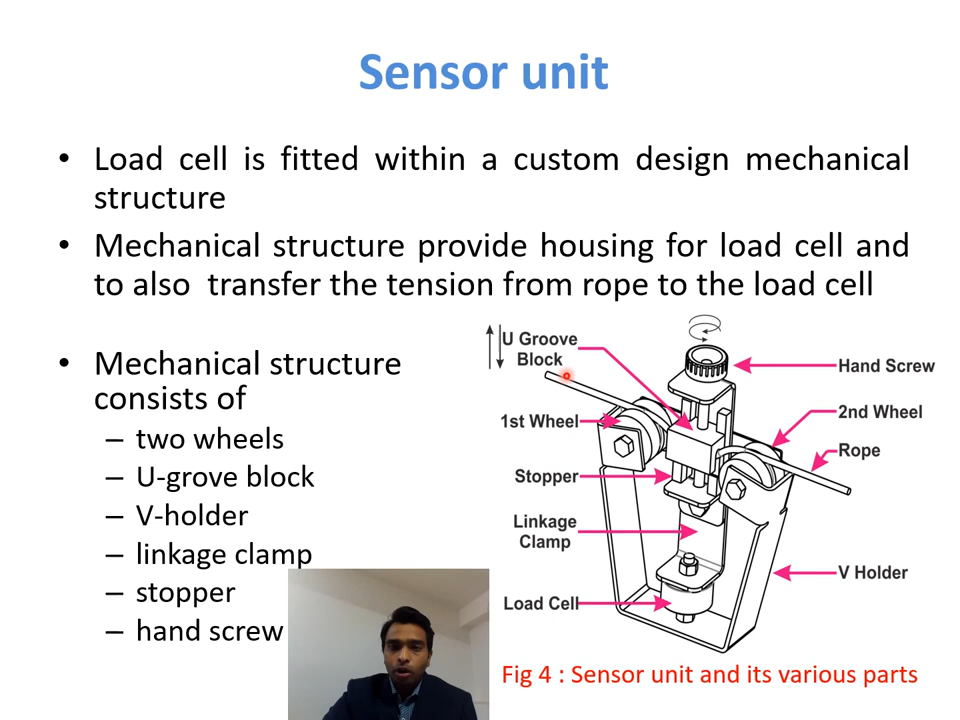 Sensor unit
• Load cell is fitted within a custom design mechanical
structure
• Mechanical structure provide housing for load cell and
to also transfer the tension from rope to the load cell
• Mechanical structure
consists of
– two wheels
– U-grove block
– V-holder
– linkage clamp
– stopper
– hand screw
U Groove
Block
Hand Screw
1st Wheel
2nd Wheel
Rope
Stopper
Linkage
Clamp
V Holder
Load Cell
Fig 4 : Sensor unit and its various parts